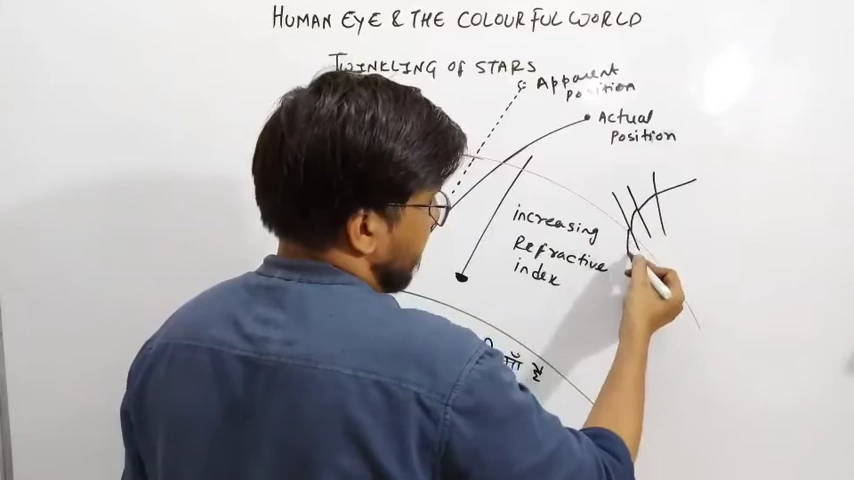 HUMAN EYE & THE COLOURFUL WORLD
TWINKLING OF STARS
Apparent
Position
Actual
Position
increasing
Refractive
index